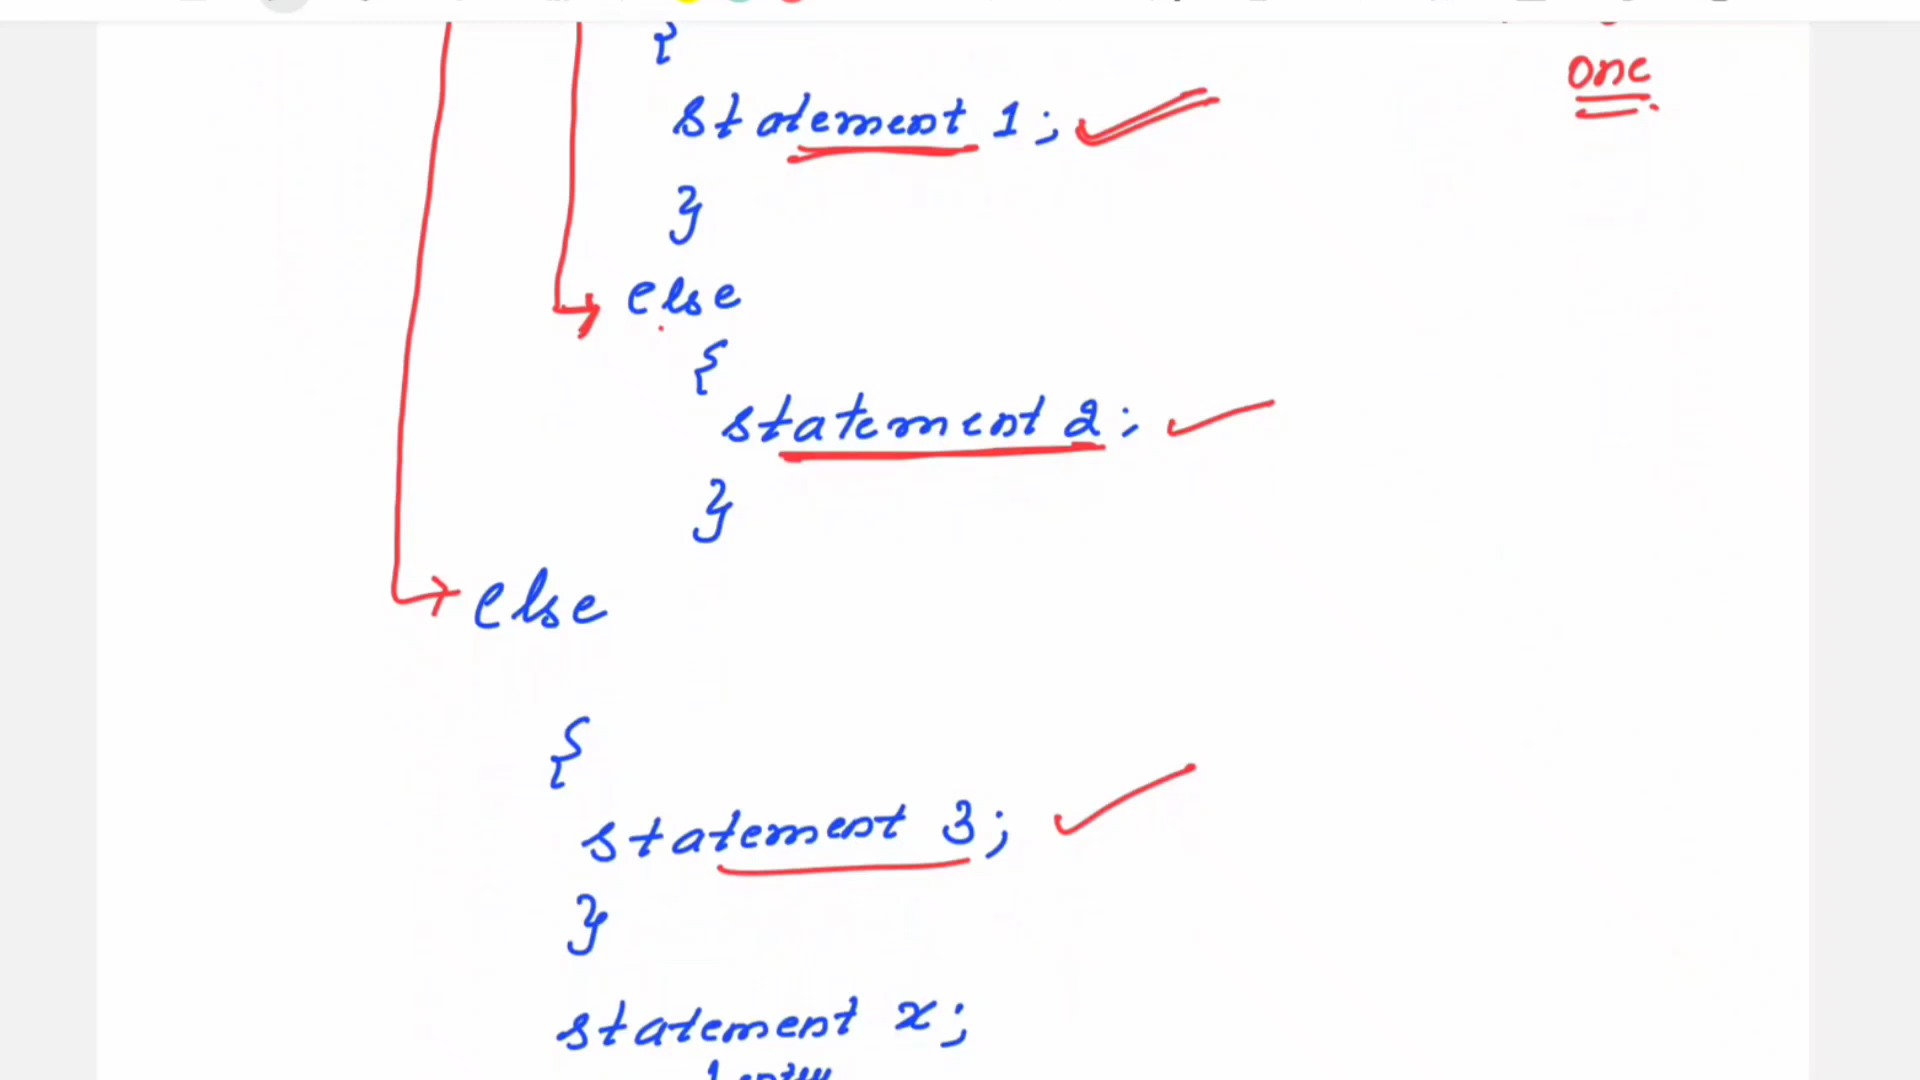 {
one
statement 1;
}
else
{
statement 2;
}
else
{
statement 3;
}
statement x;